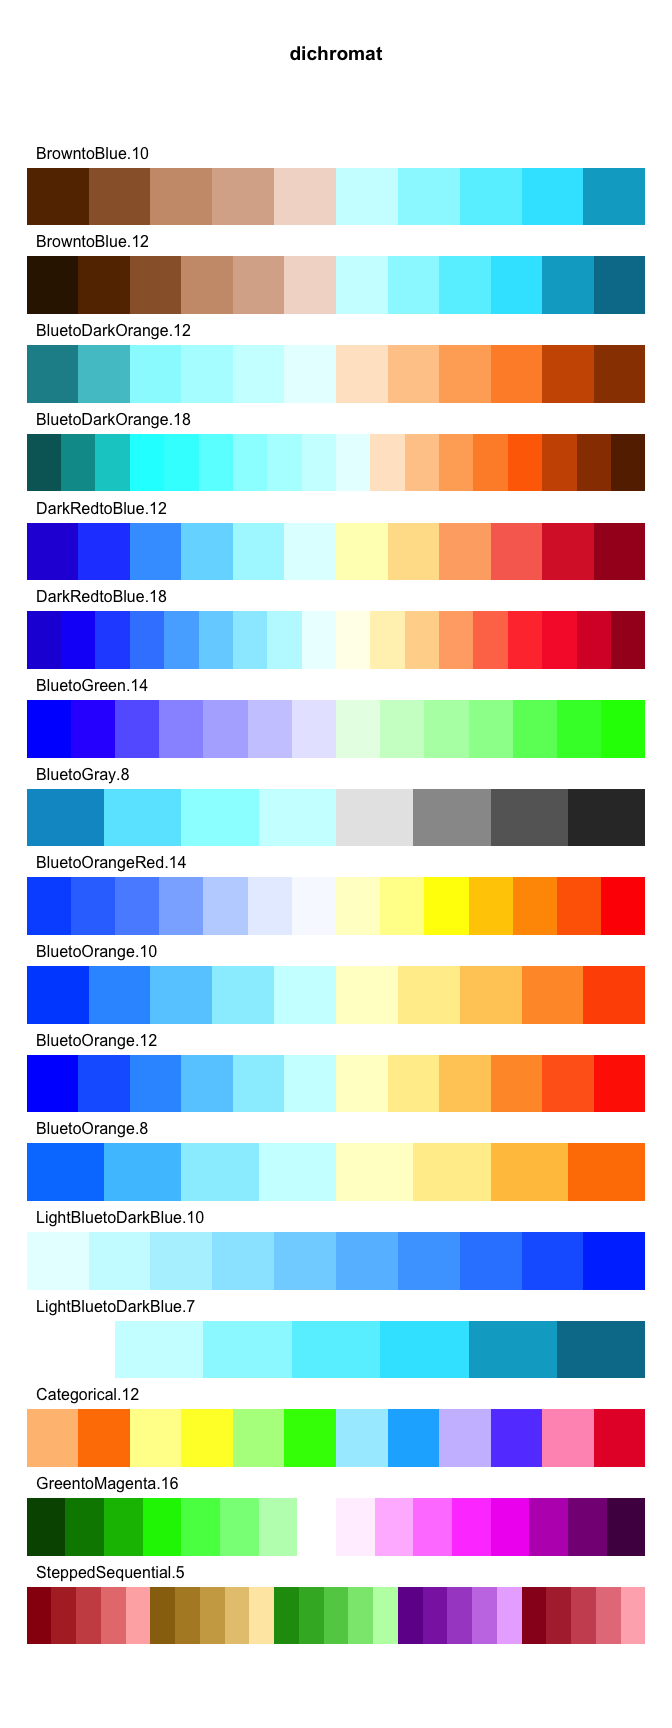 dichromat
BrowntoBlue.10
BrowntoBlue.12
BluetoDarkOrange.12
BluetoDarkOrange.18
DarkRedtoBlue.12
DarkRedtoBlue.18
BluetoGreen.14
BluetoGray.8
BluetoOrangeRed.14
BluetoOrange.10
BluetoOrange.12
BluetoOrange.8
LightBluetoDarkBlue.10
LightBluetoDarkBlue.7
Categorical.12
GreentoMagenta.16
SteppedSequential.5